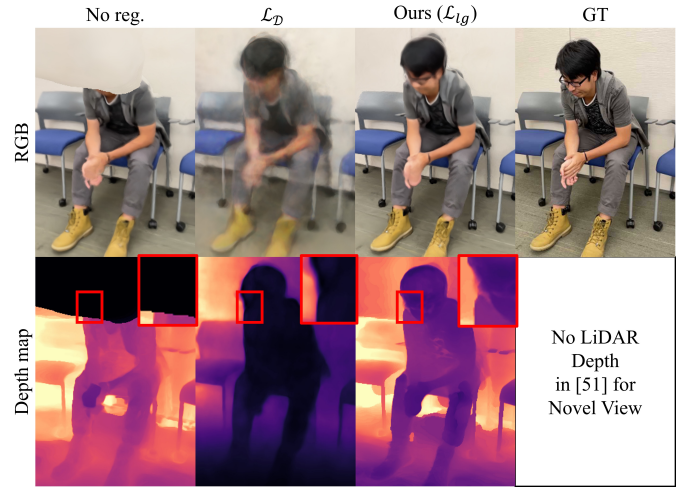 No reg.
ℒ𝒟
Ours (ℒ𝑙𝑔)
GT
RGB
Depth map
No LiDAR
Depth
in [51] for
Novel View